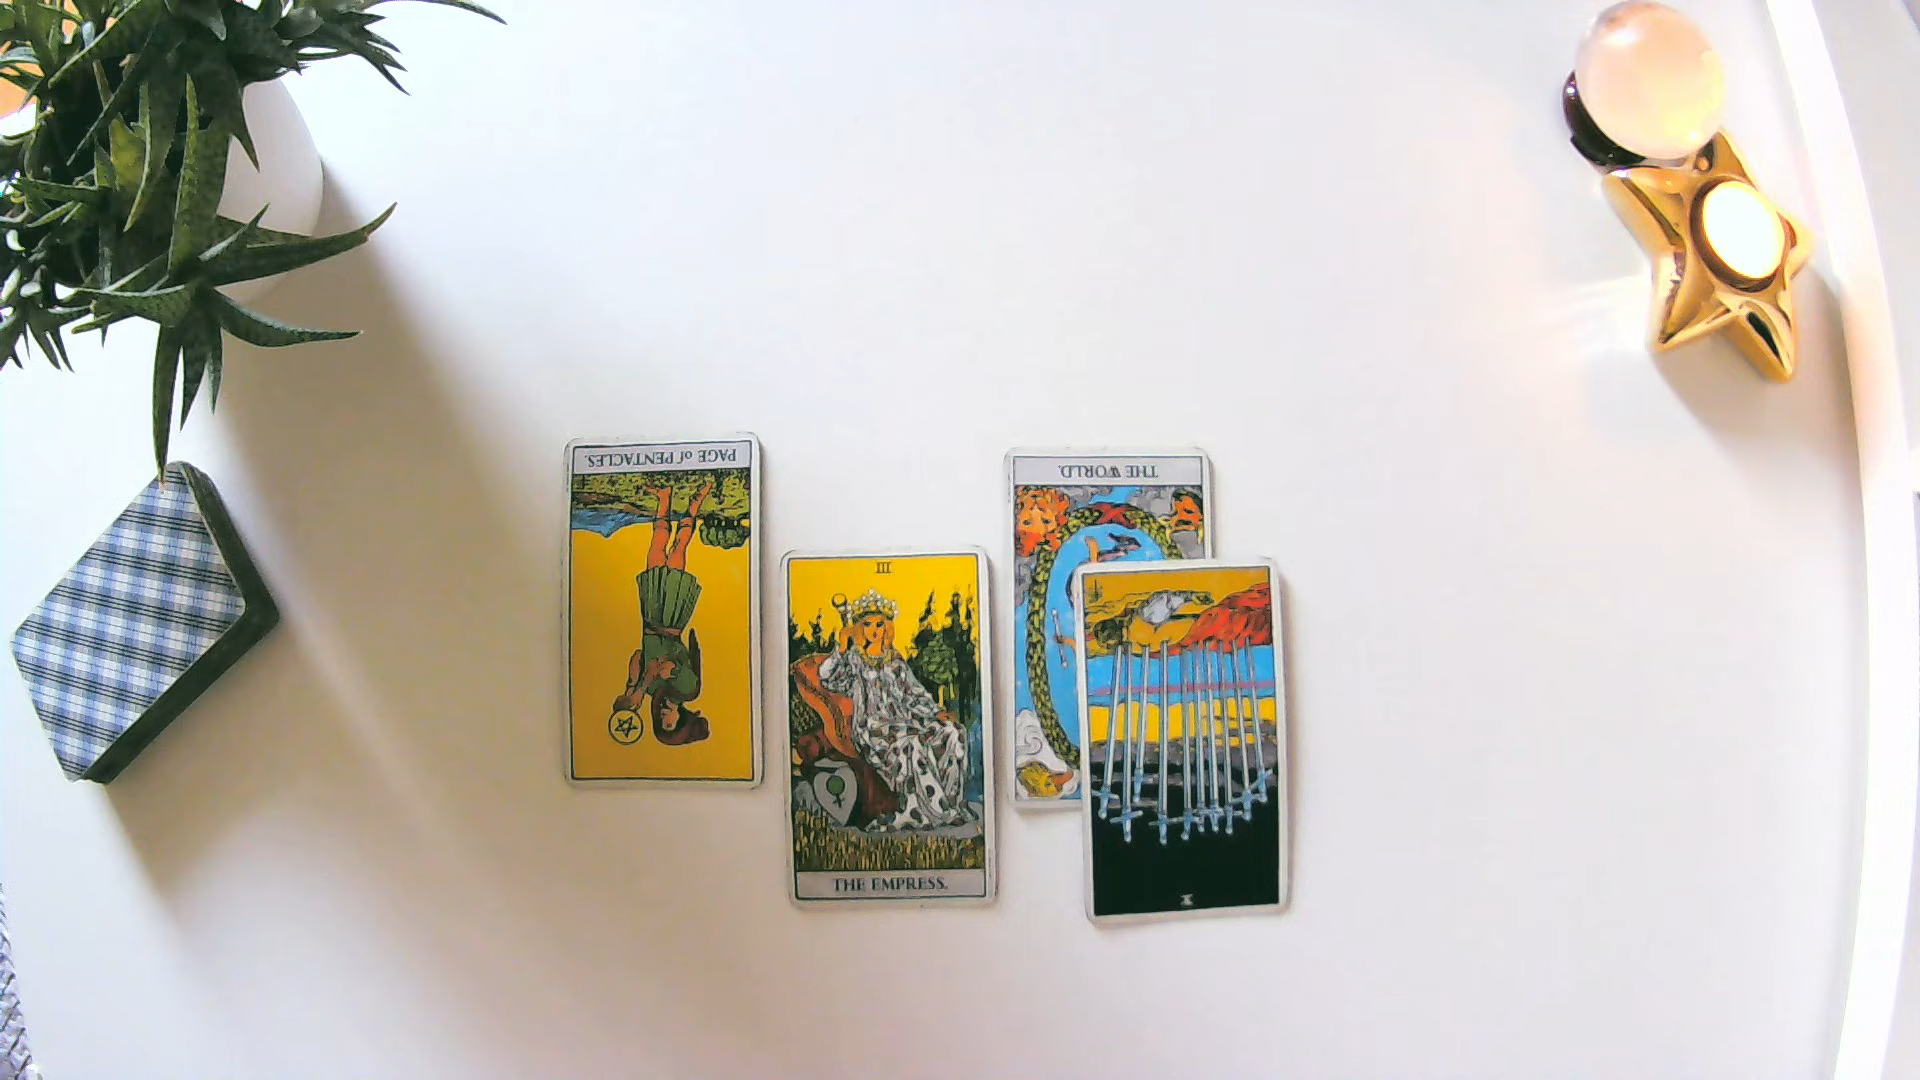 PAGE of PENTACLES.
III
THE EMPRESS.
THE WORLD.
X